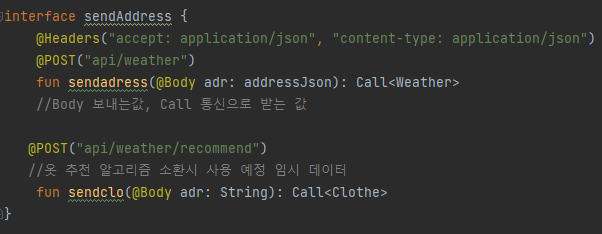 interface sendAddress {
@Headers("accept: application/json", "content-type: application/json")
@POST("api/weather")
fun sendadress(@Body adr: addressJson): Call<Weather>
//Body 보내는값, Call 통신으로 받는 값
@POST("api/weather/recommend")
//옷 추천 알고리즘 소환시 사용 예정 임시 데이터
fun sendclo(@Body adr: String): Call<Clothe>
}